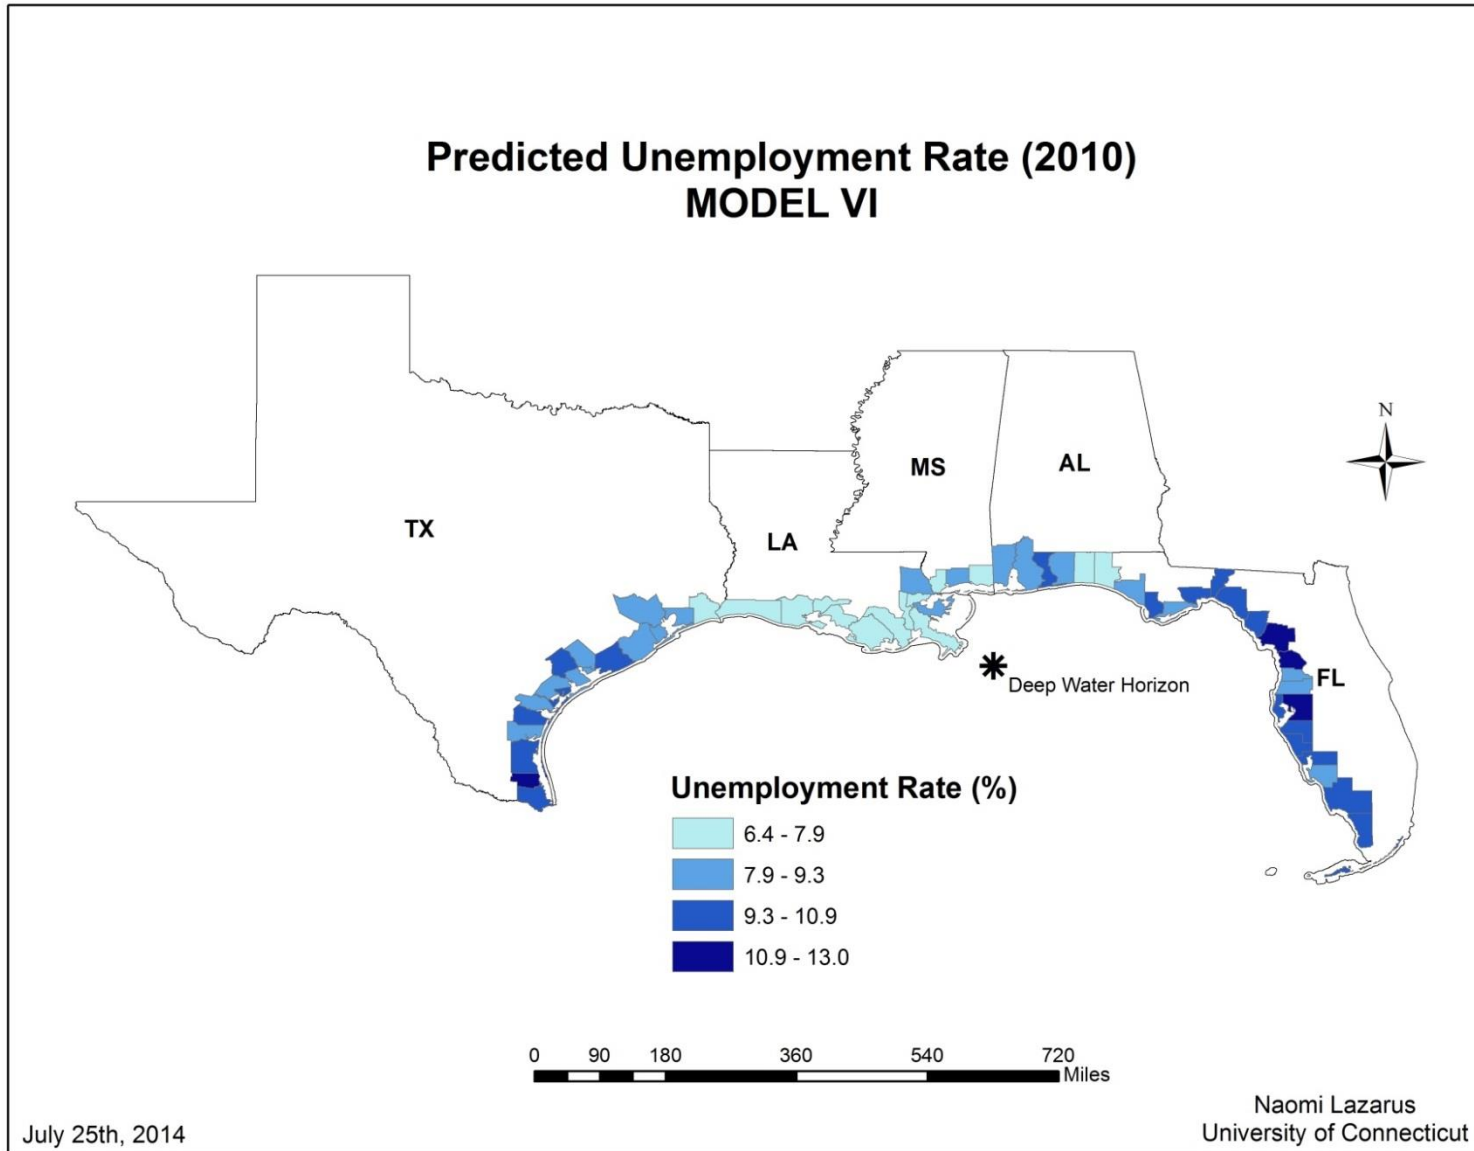 Predicted Unemployment Rate (2010)
MODEL VI
N
MS
AL
TX
LA
FL
Deep Water Horizon
Unemployment Rate (%)
6.4 - 7.9
7.9 - 9.3
9.3 - 10.9
10.9 - 13.0
0 90 180 360 540 720
Miles
July 25th, 2014
Naomi Lazarus
University of Connecticut